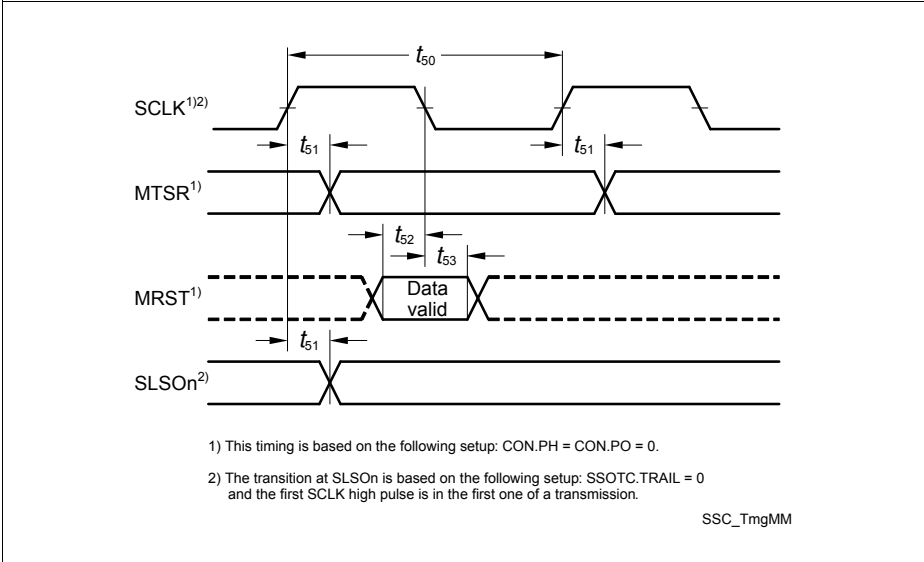 t50
SCLK1)2)
t51 t51
MTSR1)
t52
t53
MRST1) Data valid
t51
SLSOn2)
1) This timing is based on the following setup: CON.PH = CON.PO = 0.
2) The transition at SLSOn is based on the following setup: SSOTC.TRAIL = 0
and the first SCLK high pulse is in the first one of a transmission.
SSC_TmgMM